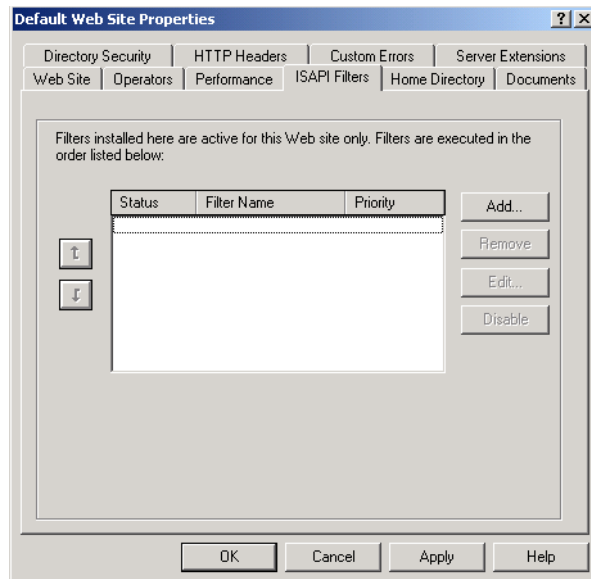 Default Web Site Properties
Directory Security HTTP Headers Custom Errors Server Extensions
Web Site Operators Performance ISAPI Filters Home Directory Documents
Filters installed here are active for this Web site only. Filters are executed in the
order listed below:
Status Filter Name Priority
Add...
Remove
Edit...
Disable
OK Cancel Apply Help